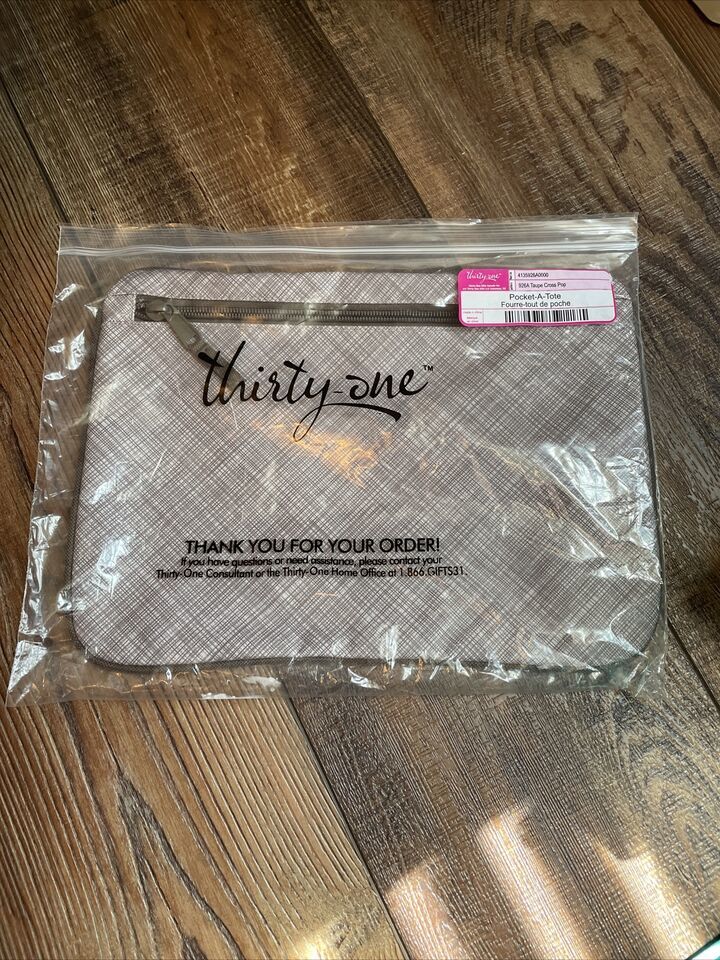 thirty-one
4135926A0000
926A Taupe Cross Pop
Pocket-A-Tote
Fourre-tout de poche
thirty-one™
THANK YOU FOR YOUR ORDER!
If you have questions or need assistance, please contact your
Thirty-One Consultant or the Thirty-One Home Office at 1.866.GIFTS31.